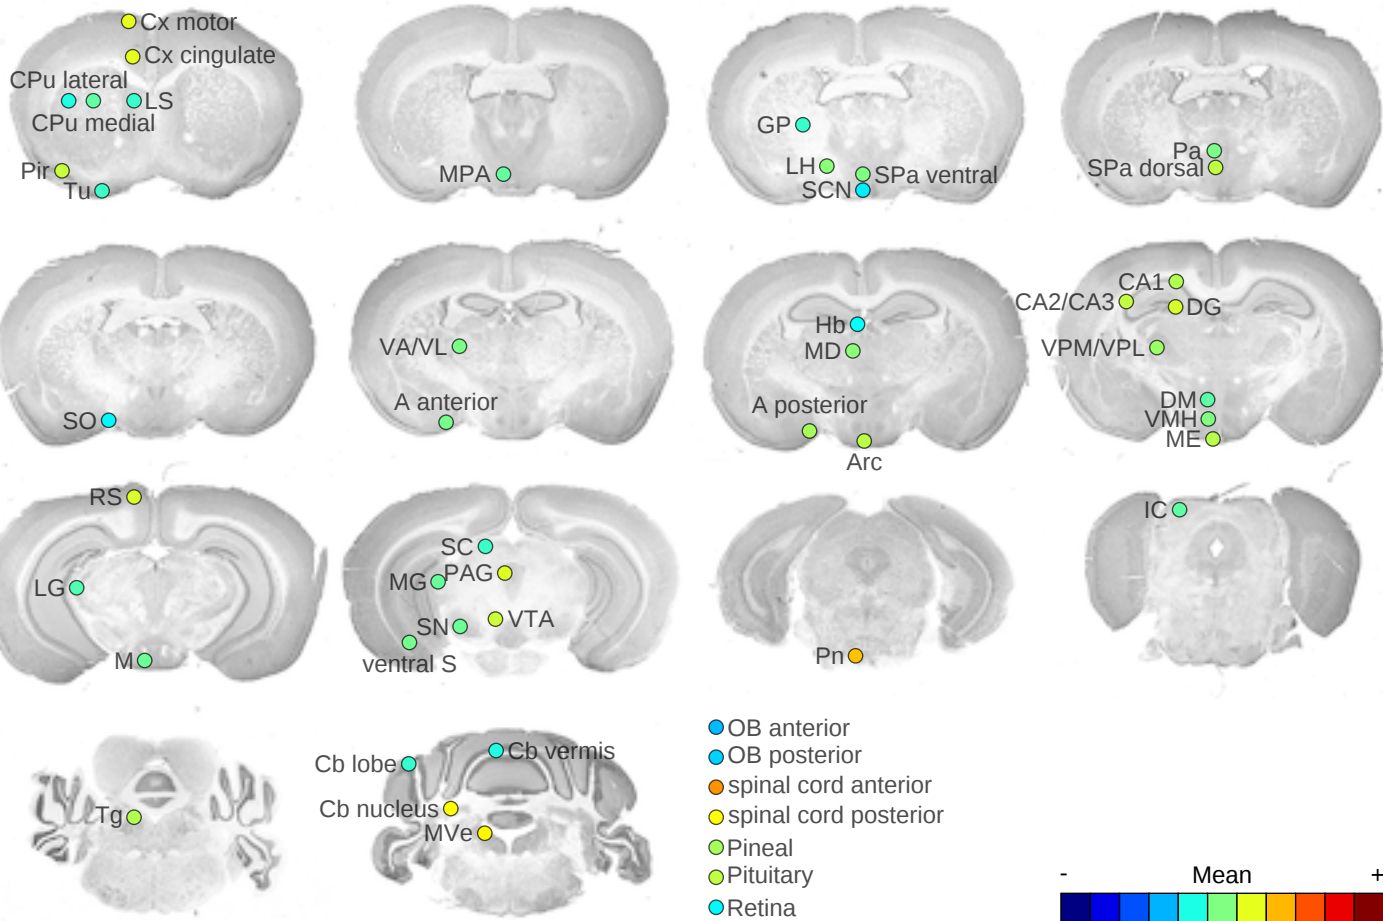 Cx motor
Cx cingulate
CPu lateral
LS
CPu medial
Pir
Tu
MPA
GP
LH
SPa ventral
SCN
Pa
SPa dorsal
SO
VA/VL
A anterior
Hb
MD
A posterior
Arc
CA1
CA2/CA3
DG
VPM/VPL
DM
VMH
ME
RS
LG
M
SC
PAG
MG
VTA
SN
ventral S
Pn
IC
Tg
Cb vermis
Cb lobe
Cb nucleus
MVe
OB anterior
OB posterior
spinal cord anterior
spinal cord posterior
Pineal
Pituitary
Retina
- Mean +